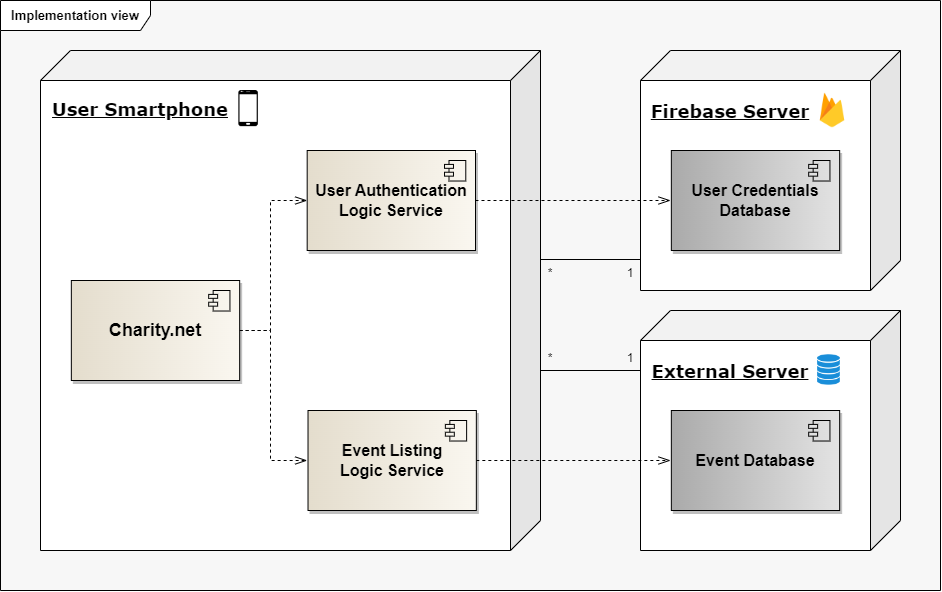 Implementation view
User Smartphone
Firebase Server
User Authentication
Logic Service
User Credentials
Database
* 1
Charity.net
* 1
External Server
Event Listing
Logic Service
Event Database